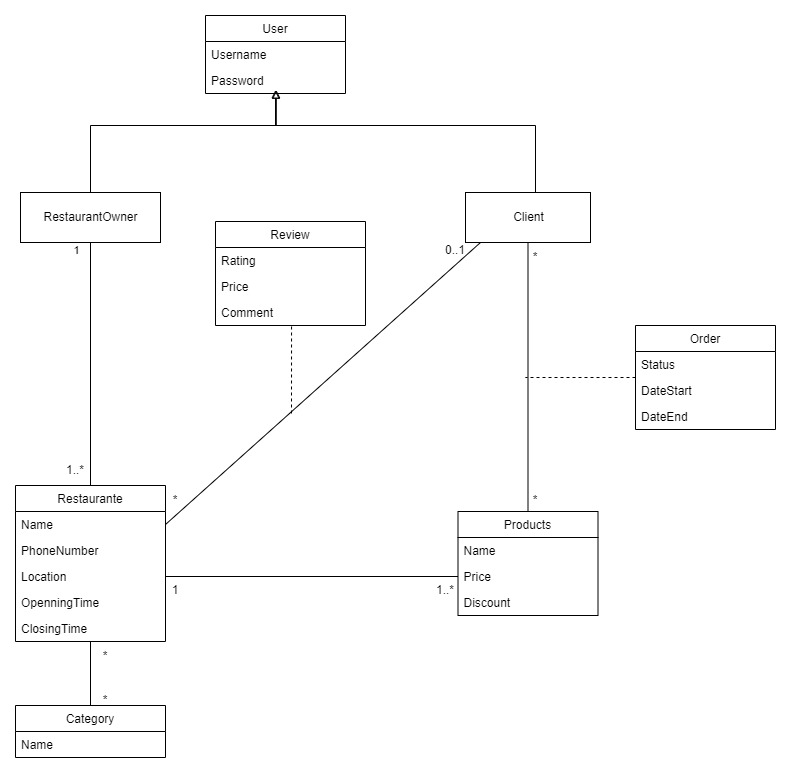 User
Username
Password
RestaurantOwner
Client
1
Review
Rating
Price
Comment
0..1
*
Order
Status
DateStart
DateEnd
1..*
*
*
Restaurante
Name
PhoneNumber
Location
OpenningTime
ClosingTime
Products
Name
Price
Discount
1
1..*
*
*
Category
Name